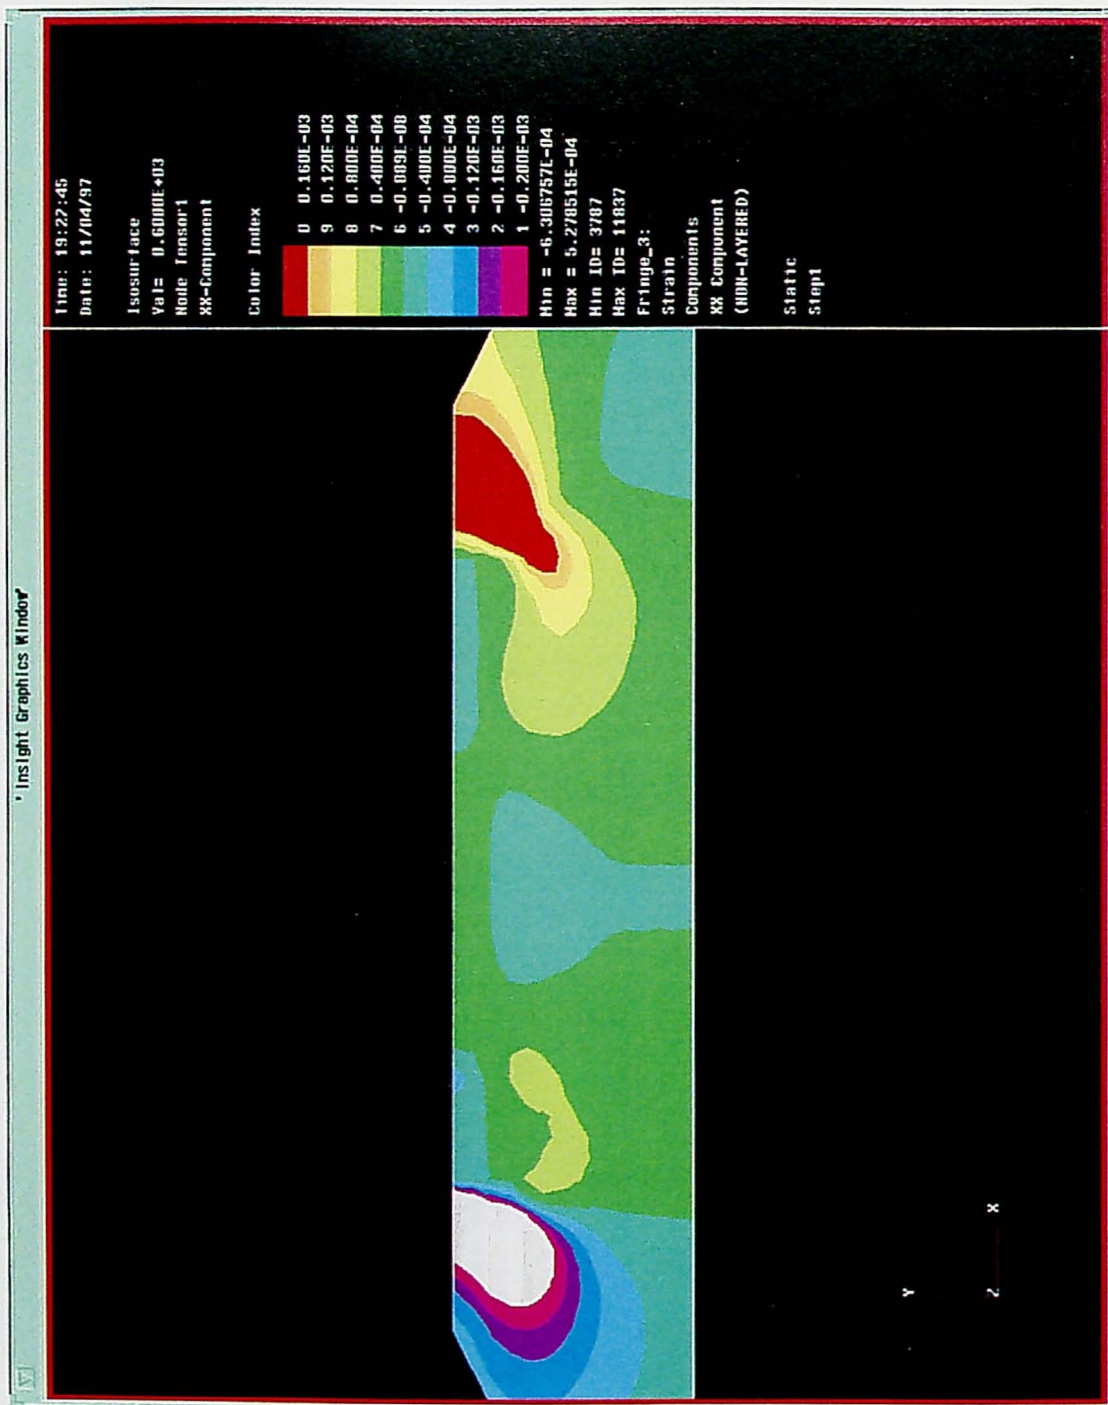 'Insight Graphics Window'
Time: 19:22:45
Date: 11/04/97
Isosurface
Val= 0.6000E+03
Node Tensor1
XX-Component
Color Index
0 0.160E-03
9 0.120E-03
8 0.800E-04
7 0.400E-04
6 -0.889E-08
5 -0.400E-04
4 -0.800E-04
3 -0.120E-03
2 -0.160E-03
1 -0.200E-03
Min = -6.306757E-04
Max = 5.278515E-04
Min ID= 3787
Max ID= 11837
Fringe_3:
Strain
Components
XX Component
(NON-LAYERED)
Static
Step1
Y
Z X